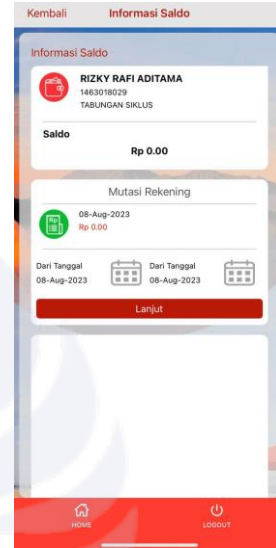 Kembali Informasi Saldo
Informasi Saldo
RIZKY RAFI ADITAMA
1463018029
TABUNGAN SIKLUS
Saldo
Rp 0.00
Mutasi Rekening
Rp
08-Aug-2023
Rp 0.00
Dari Tanggal Dari Tanggal
08-Aug-2023 08-Aug-2023
Lanjut
HOME LOGOUT